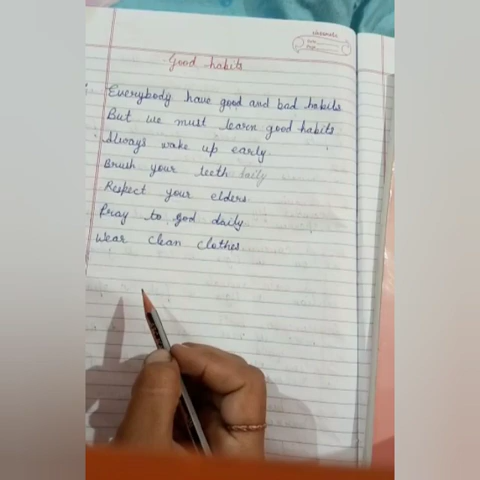 Good habits
Everybody have good and bad habits
But we must learn good habits
Always wake up early
Brush your teeth daily
Respect your elders
Pray to god daily
Wear clean clothes